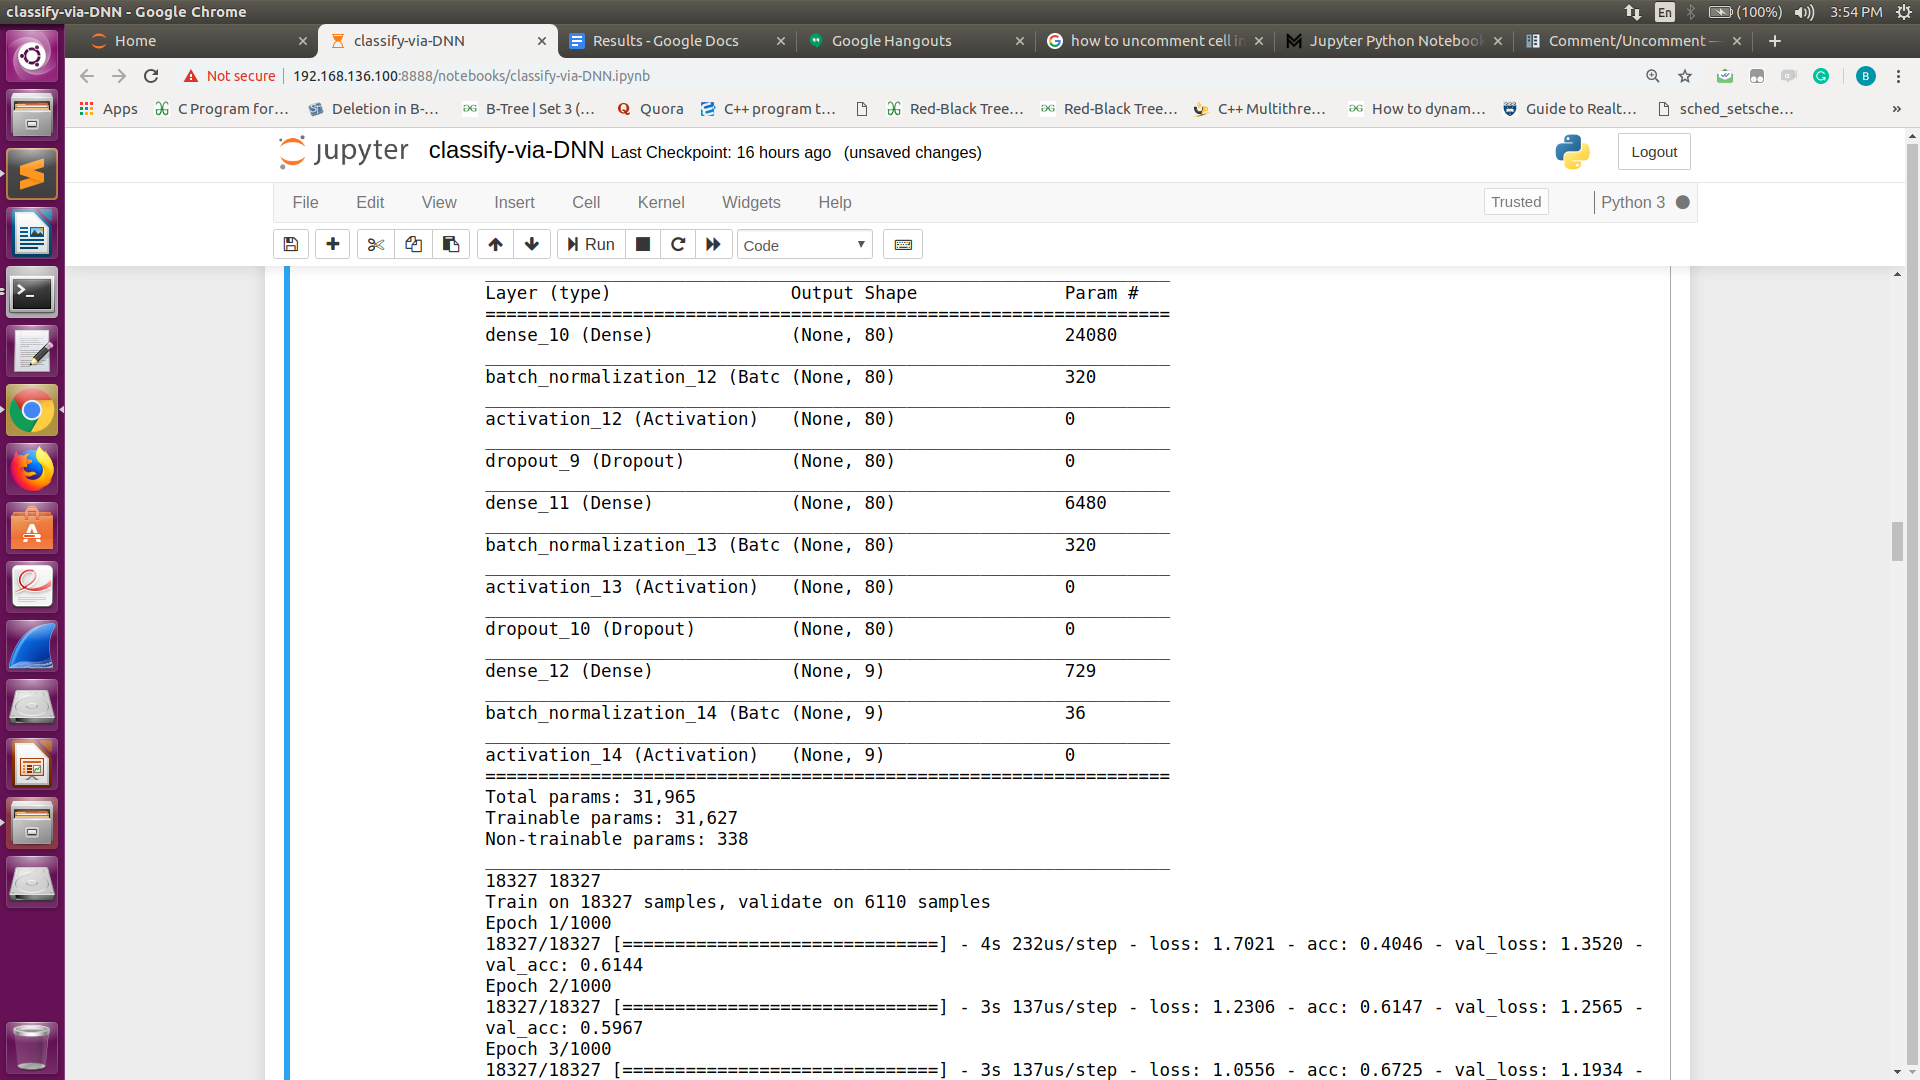 classify-via-DNN - Google Chrome
En (100%) 3:54 PM
Home
classify-via-DNN
Results - Google Docs
Google Hangouts
how to uncomment cell in
Jupyter Python Notebook
Comment/Uncomment —
Not secure 192.168.136.100:8888/notebooks/classify-via-DNN.ipynb
B
Apps
C Program for...
Deletion in B-...
B-Tree | Set 3 (...
Quora
C++ program t...
Red-Black Tree...
Red-Black Tree...
C++ Multithre...
How to dynam...
Guide to Realt...
sched_setsche...
»
jupyter classify-via-DNN Last Checkpoint: 16 hours ago (unsaved changes)
Logout
File Edit View Insert Cell Kernel Widgets Help
Trusted Python 3
Run Code
_________________________________________________________________
Layer (type) Output Shape Param #
=================================================================
dense_10 (Dense) (None, 80) 24080
_________________________________________________________________
batch_normalization_12 (Batc (None, 80) 320
_________________________________________________________________
activation_12 (Activation) (None, 80) 0
_________________________________________________________________
dropout_9 (Dropout) (None, 80) 0
_________________________________________________________________
dense_11 (Dense) (None, 80) 6480
_________________________________________________________________
batch_normalization_13 (Batc (None, 80) 320
_________________________________________________________________
activation_13 (Activation) (None, 80) 0
_________________________________________________________________
dropout_10 (Dropout) (None, 80) 0
_________________________________________________________________
dense_12 (Dense) (None, 9) 729
_________________________________________________________________
batch_normalization_14 (Batc (None, 9) 36
_________________________________________________________________
activation_14 (Activation) (None, 9) 0
=================================================================
Total params: 31,965
Trainable params: 31,627
Non-trainable params: 338
_________________________________________________________________
18327 18327
Train on 18327 samples, validate on 6110 samples
Epoch 1/1000
18327/18327 [==============================] - 4s 232us/step - loss: 1.7021 - acc: 0.4046 - val_loss: 1.3520 -
val_acc: 0.6144
Epoch 2/1000
18327/18327 [==============================] - 3s 137us/step - loss: 1.2306 - acc: 0.6147 - val_loss: 1.2565 -
val_acc: 0.5967
Epoch 3/1000
18327/18327 [==============================] - 3s 137us/step - loss: 1.0556 - acc: 0.6725 - val_loss: 1.1934 -